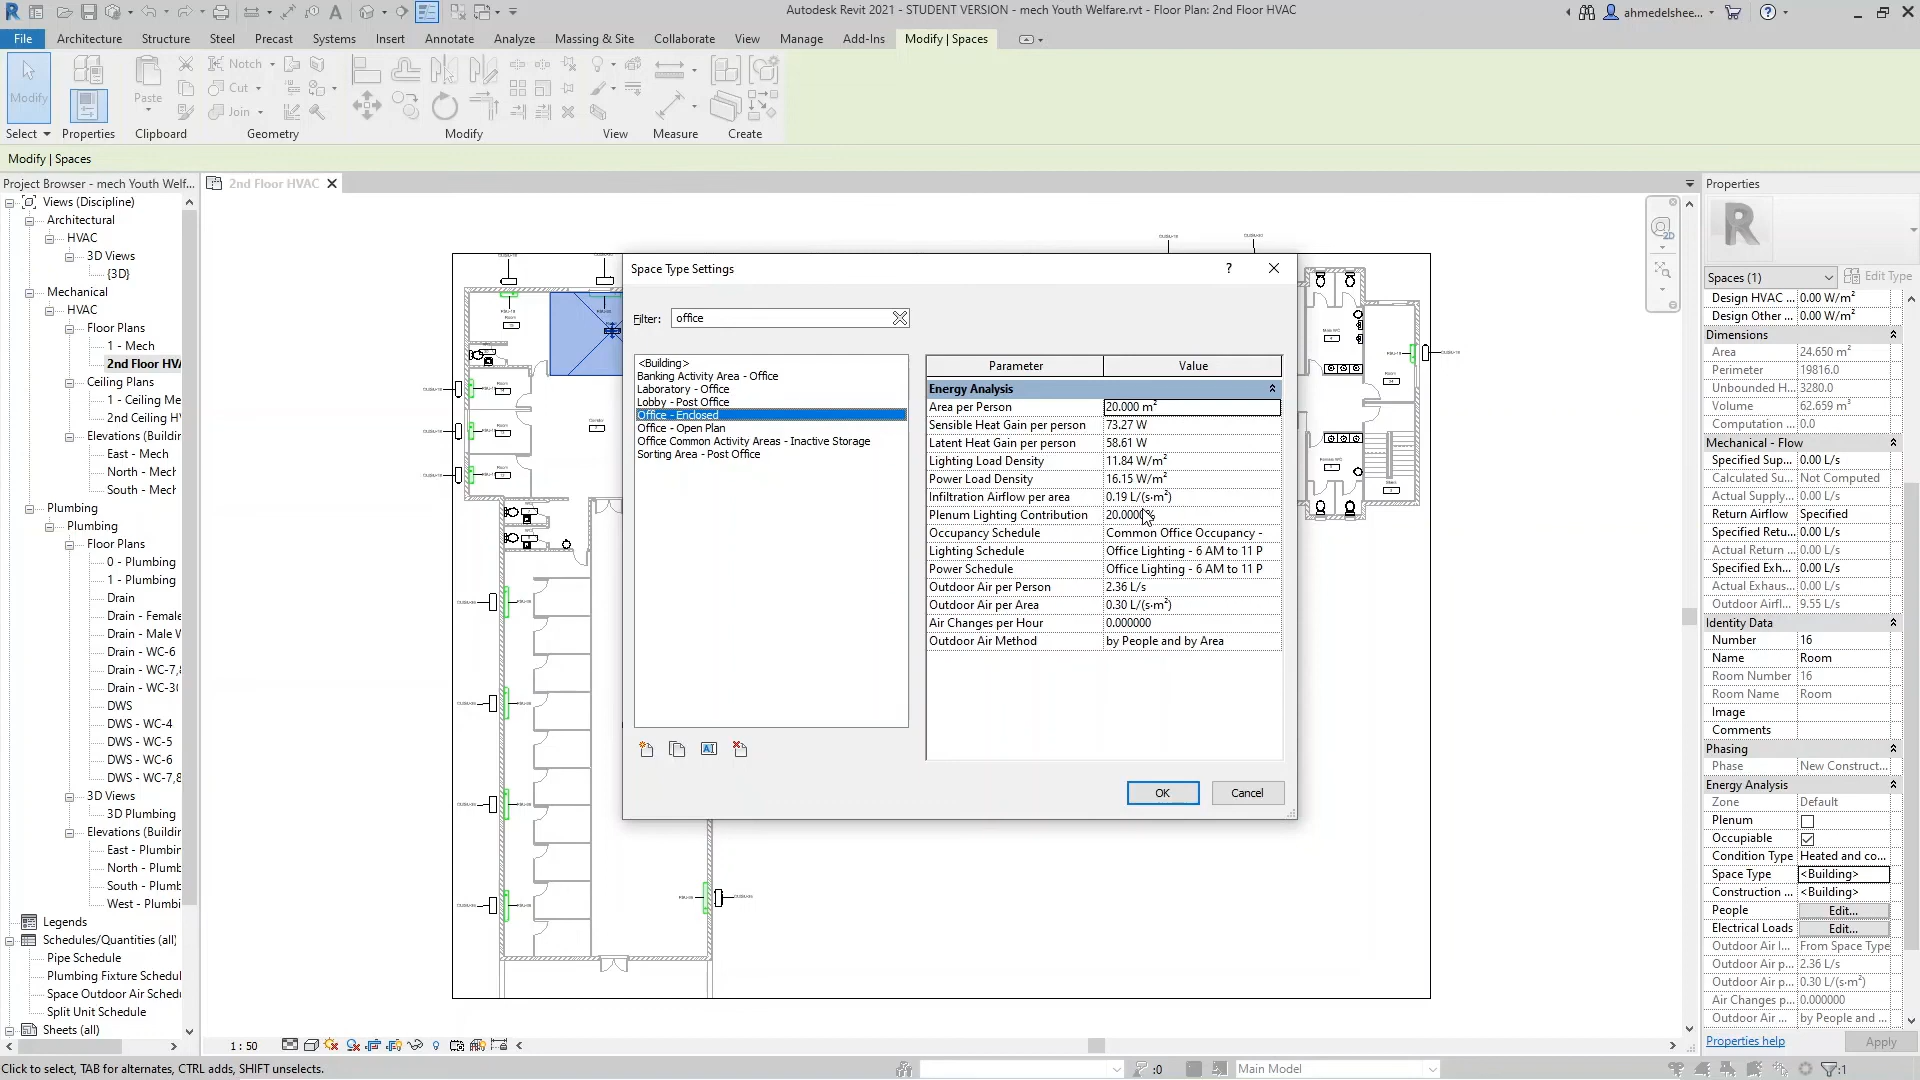 Autodesk Revit 2021 - STUDENT VERSION - mech Youth Welfare.rvt - Floor Plan: 2nd Floor HVAC
ahmedelshee...
File Architecture Structure Steel Precast Systems Insert Annotate Analyze Massing & Site Collaborate View Manage Add-Ins Modify | Spaces
Modify
Paste
Notch
Cut
Join
Select Properties Clipboard Geometry Modify View Measure Create
Modify | Spaces
Project Browser - mech Youth Welf...
Views (Discipline)
Architectural
HVAC
3D Views
{3D}
Mechanical
HVAC
Floor Plans
1 - Mech
2nd Floor HVA
Ceiling Plans
1 - Ceiling Me
2nd Ceiling H
Elevations (Buildin
East - Mech
North - Mech
South - Mech
Plumbing
Plumbing
Floor Plans
0 - Plumbing
1 - Plumbing
Drain
Drain - Female
Drain - Male W
Drain - WC-6
Drain - WC-7,8
Drain - WC-3(
DWS
DWS - WC-4
DWS - WC-5
DWS - WC-6
DWS - WC-7,8
3D Views
3D Plumbing
Elevations (Buildin
East - Plumbin
North - Plumb
South - Plumb
West - Plumbi
Legends
Schedules/Quantities (all)
Pipe Schedule
Plumbing Fixture Schedul
Space Outdoor Air Schedu
Split Unit Schedule
Sheets (all)
2nd Floor HVAC
Space Type Settings
Filter: office
<Building>
Banking Activity Area - Office
Laboratory - Office
Lobby - Post Office
Office - Enclosed
Office - Open Plan
Office Common Activity Areas - Inactive Storage
Sorting Area - Post Office
Parameter Value
Energy Analysis
Area per Person 20.000 m²
Sensible Heat Gain per person 73.27 W
Latent Heat Gain per person 58.61 W
Lighting Load Density 11.84 W/m²
Power Load Density 16.15 W/m²
Infiltration Airflow per area 0.19 L/(s·m²)
Plenum Lighting Contribution 20.0000%
Occupancy Schedule Common Office Occupancy -
Lighting Schedule Office Lighting - 6 AM to 11 P
Power Schedule Office Lighting - 6 AM to 11 P
Outdoor Air per Person 2.36 L/s
Outdoor Air per Area 0.30 L/(s·m²)
Air Changes per Hour 0.000000
Outdoor Air Method by People and by Area
OK Cancel
Properties
R
Spaces (1) Edit Type
Design HVAC ... 0.00 W/m²
Design Other ... 0.00 W/m²
Dimensions
Area 24.650 m²
Perimeter 19816.0
Unbounded H... 3280.0
Volume 62.659 m³
Computation ... 0.0
Mechanical - Flow
Specified Sup... 0.00 L/s
Calculated Su... Not Computed
Actual Supply... 0.00 L/s
Return Airflow Specified
Specified Retu... 0.00 L/s
Actual Return ... 0.00 L/s
Specified Exh... 0.00 L/s
Actual Exhaus... 0.00 L/s
Outdoor Airfl... 9.55 L/s
Identity Data
Number 16
Name Room
Room Number 16
Room Name Room
Image
Comments
Phasing
Phase New Construct...
Energy Analysis
Zone Default
Plenum
Occupiable
Condition Type Heated and co...
Space Type <Building>
Construction ... <Building>
People Edit...
Electrical Loads Edit...
Outdoor Air I... From Space Type
Outdoor Air p... 2.36 L/s
Outdoor Air p... 0.30 L/(s·m²)
Air Changes p... 0.000000
Outdoor Air ... by People and ...
Properties help Apply
1 : 50
Click to select, TAB for alternates, CTRL adds, SHIFT unselects.
:0
Main Model
:1